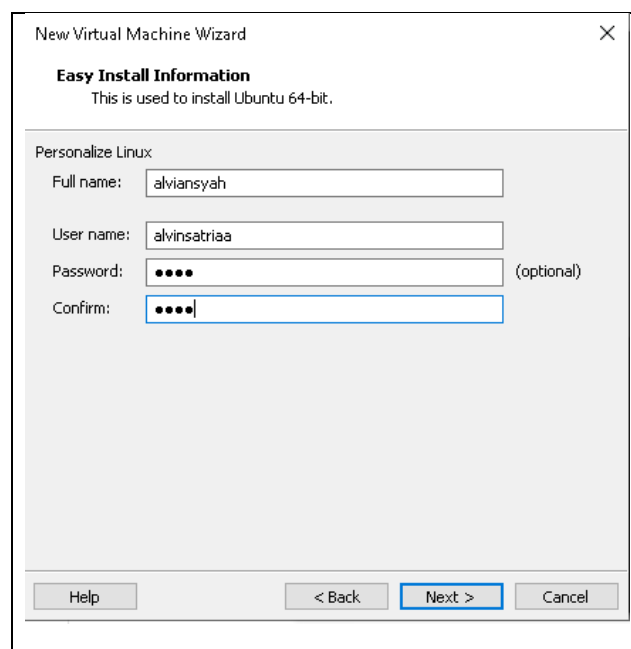 New Virtual Machine Wizard
Easy Install Information
This is used to install Ubuntu 64-bit.
Personalize Linux
Full name: alviansyah
User name: alvinsatriaa
Password: ●●●● (optional)
Confirm: ●●●●
Help < Back Next > Cancel